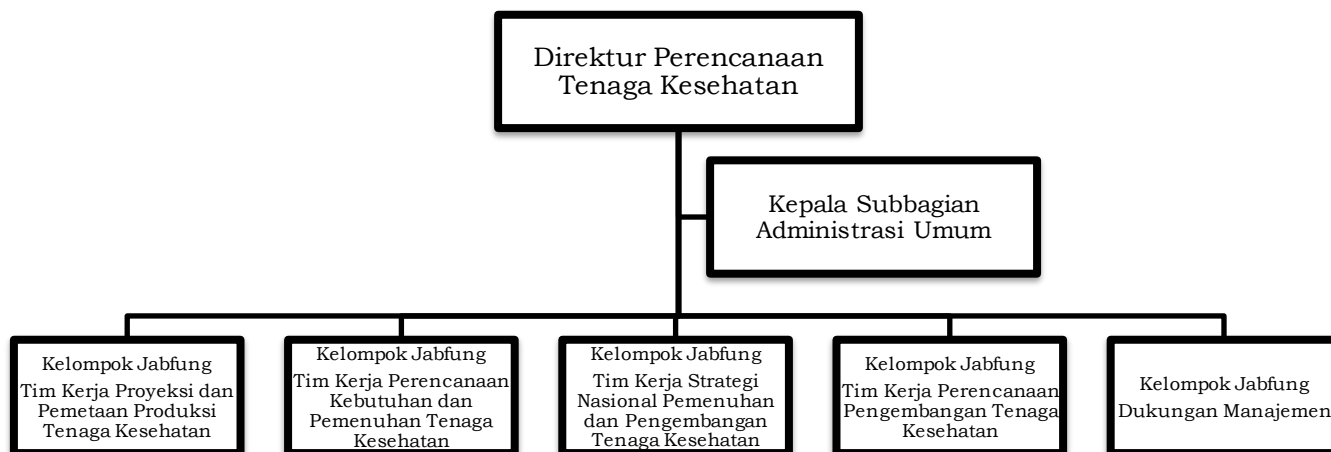 Direktur Perencanaan
Tenaga Kesehatan
Kepala Subbagian
Administrasi Umum
Kelompok Jabfung
Tim Kerja Proyeksi dan
Pemetaan Produksi
Tenaga Kesehatan
Kelompok Jabfung
Tim Kerja Perencanaan
Kebutuhan dan
Pemenuhan Tenaga
Kesehatan
Kelompok Jabfung
Tim Kerja Strategi
Nasional Pemenuhan
dan Pengembangan
Tenaga Kesehatan
Kelompok Jabfung
Tim Kerja Perencanaan
Pengembangan Tenaga
Kesehatan
Kelompok Jabfung
Dukungan Manajemen